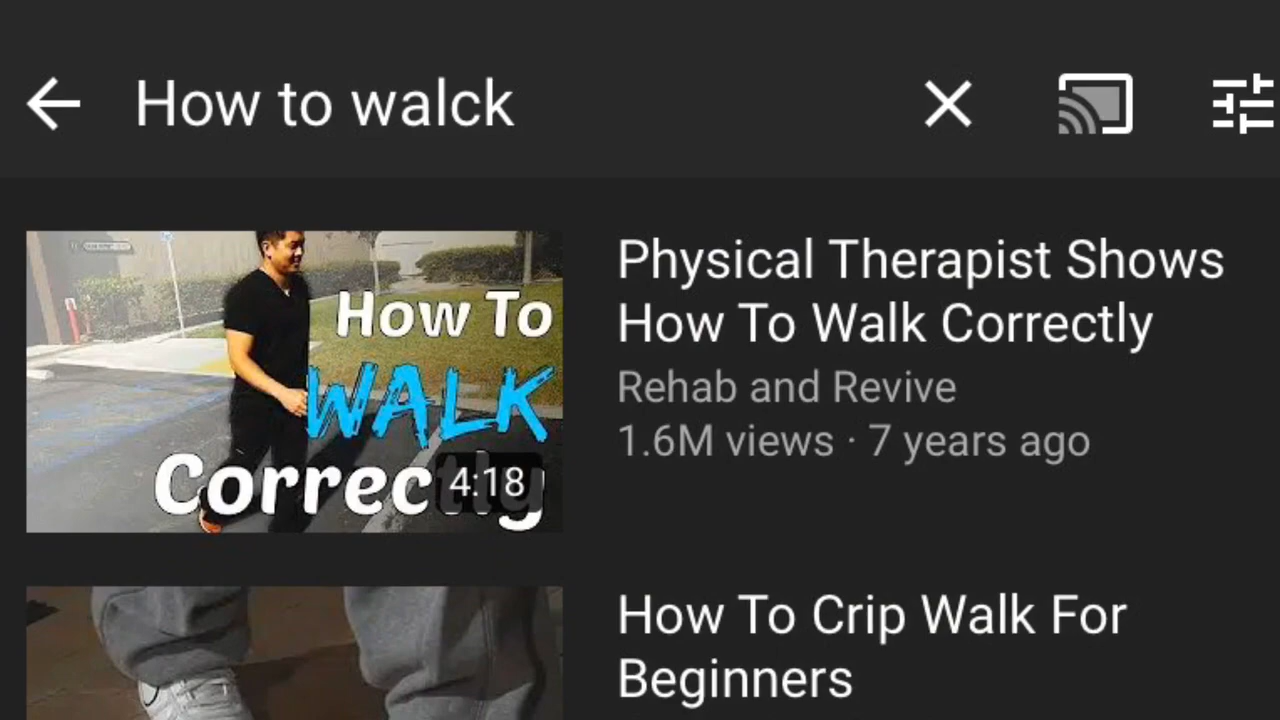 How to walck
How To
WALK
Correctly
4:18
Physical Therapist Shows
How To Walk Correctly
Rehab and Revive
1.6M views · 7 years ago
How To Crip Walk For
Beginners